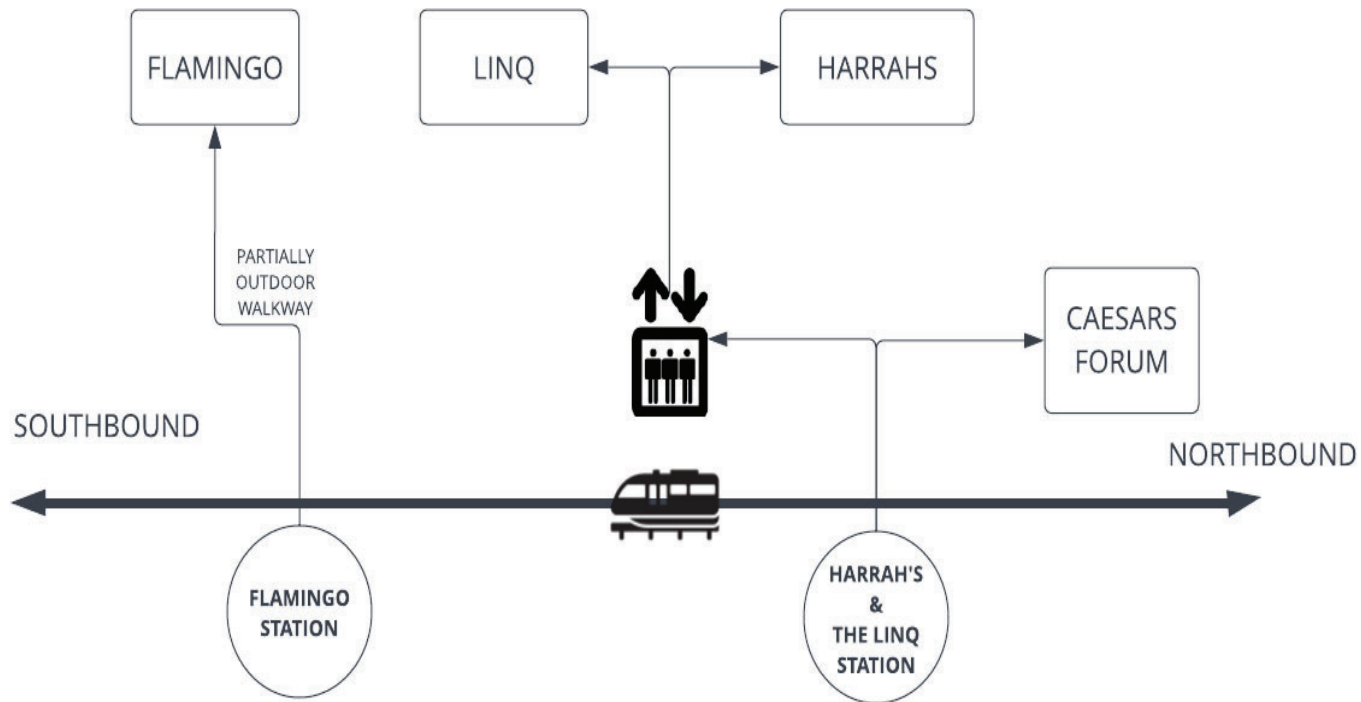 FLAMINGO
LINQ
HARRAHS
PARTIALLY
OUTDOOR
WALKWAY
CAESARS
FORUM
SOUTHBOUND
NORTHBOUND
FLAMINGO
STATION
HARRAH'S
&
THE LINQ
STATION